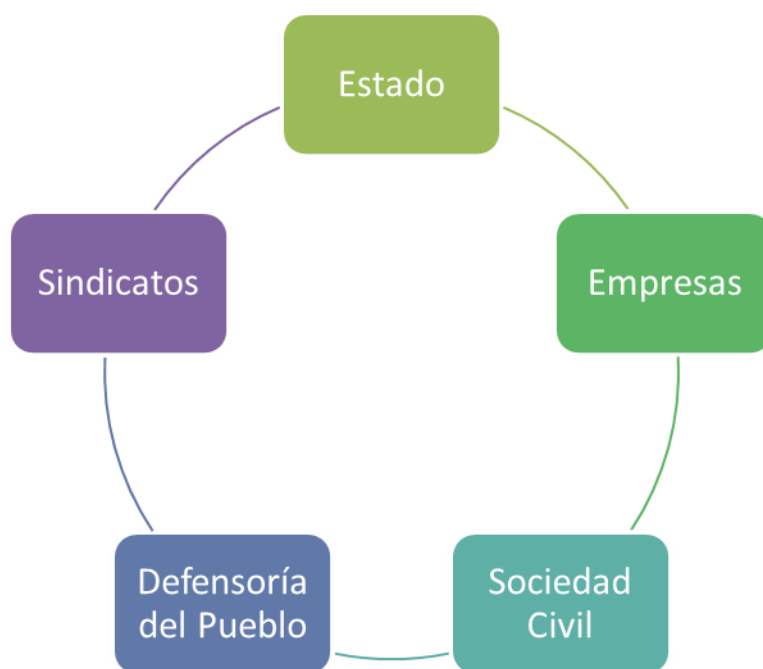 Estado
Sindicatos
Empresas
Defensoría
del Pueblo
Sociedad
Civil